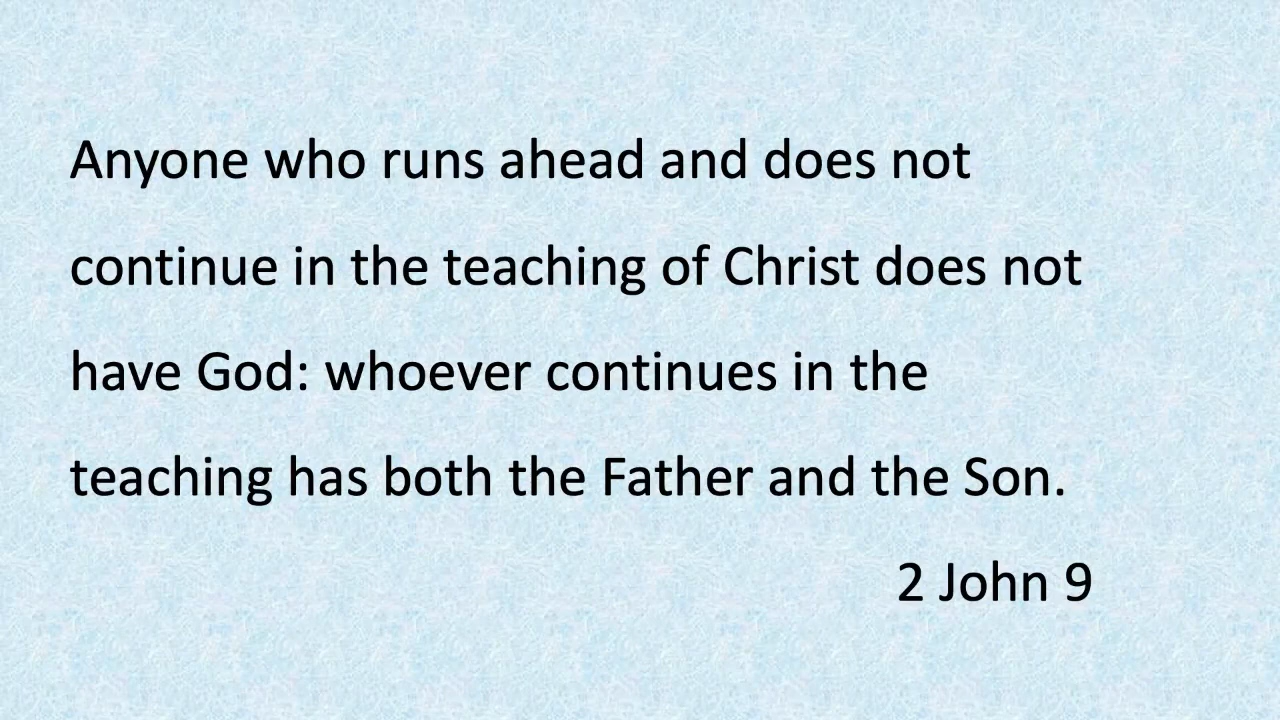 Anyone who runs ahead and does not
continue in the teaching of Christ does not
have God: whoever continues in the
teaching has both the Father and the Son.
2 John 9